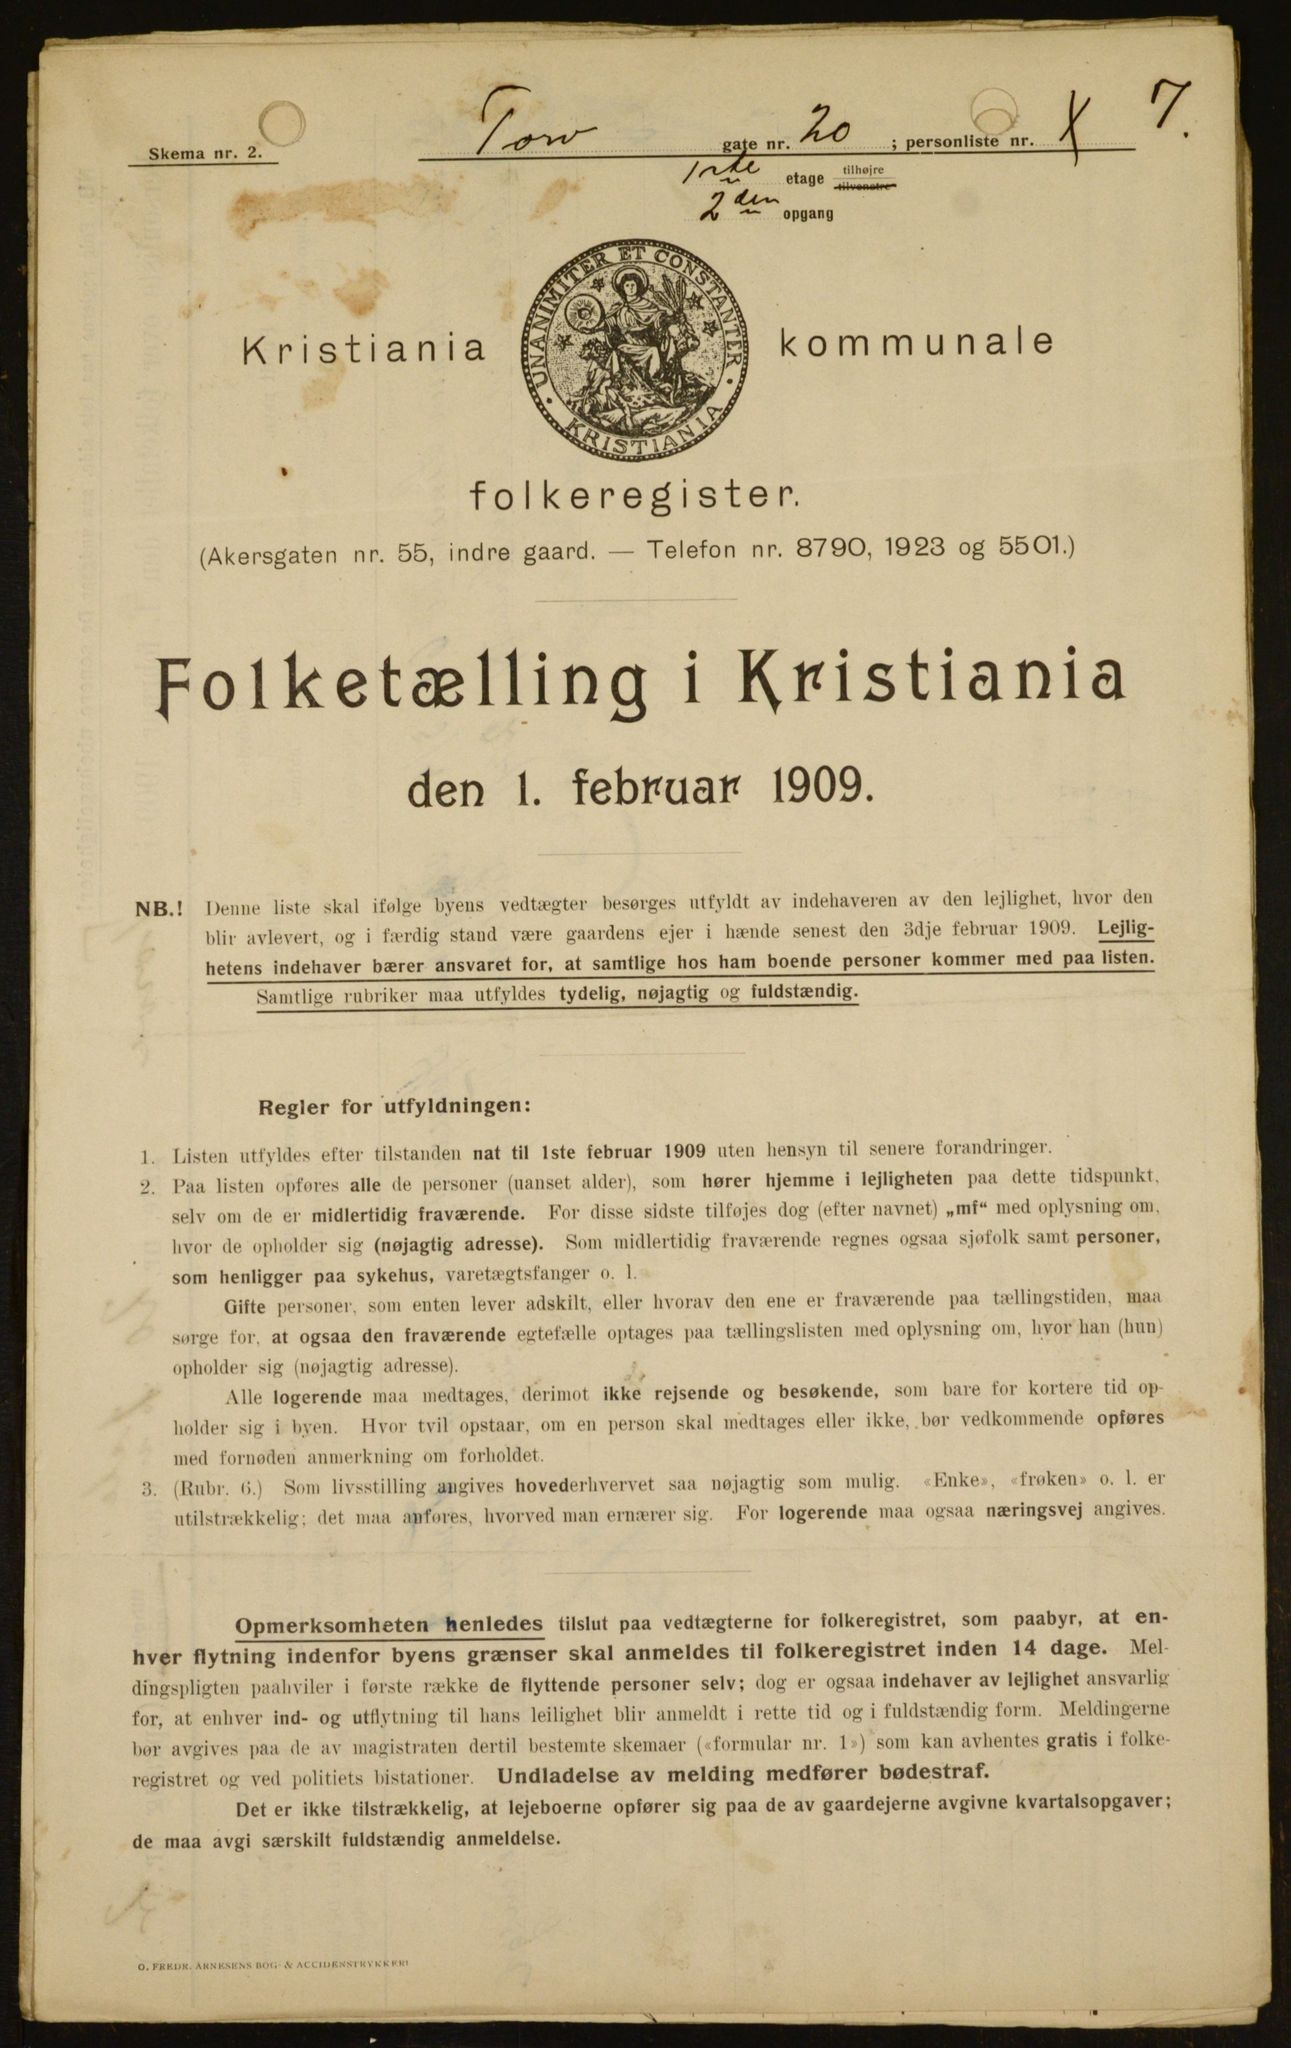 Skema nr. 2.
Torv gate nr. 20 ; personliste nr. X 7.
1ste etage tilhøjre
tilvenstre
2den opgang
UNANIMITER ET CONSTANTER
KRISTIANIA
Kristiania kommunale
folkeregister.
(Akersgaten nr. 55, indre gaard. — Telefon nr. 8790, 1923 og 5501.)
Folketælling i Kristiania
den 1. februar 1909.
NB.! Denne liste skal ifølge byens vedtægter besørges utfyldt av indehaveren av den lejlighet, hvor den
blir avlevert, og i færdig stand være gaardens ejer i hænde senest den 3dje februar 1909. Lejlig-
hetens indehaver bærer ansvaret for, at samtlige hos ham boende personer kommer med paa listen.
Samtlige rubriker maa utfyldes tydelig, nøjagtig og fuldstændig.
Regler for utfyldningen:
1. Listen utfyldes efter tilstanden nat til 1ste februar 1909 uten hensyn til senere forandringer.
2. Paa listen opføres alle de personer (uanset alder), som hører hjemme i lejligheten paa dette tidspunkt,
selv om de er midlertidig fraværende. For disse sidste tilføjes dog (efter navnet) „mf“ med oplysning om,
hvor de opholder sig (nøjagtig adresse). Som midlertidig fraværende regnes ogsaa sjøfolk samt personer,
som henligger paa sykehus, varetægtsfanger o. l.
Gifte personer, som enten lever adskilt, eller hvorav den ene er fraværende paa tællingstiden, maa
sørge for, at ogsaa den fraværende egtefælle optages paa tællingslisten med oplysning om, hvor han (hun)
opholder sig (nøjagtig adresse).
Alle logerende maa medtages, derimot ikke rejsende og besøkende, som bare for kortere tid op-
holder sig i byen. Hvor tvil opstaar, om en person skal medtages eller ikke, bør vedkommende opføres
med fornøden anmerkning om forholdet.
3. (Rubr. 6.) Som livsstilling angives hovederhvervet saa nøjagtig som mulig. «Enke», «frøken» o. l. er
utilstrækkelig; det maa anføres, hvorved man ernærer sig. For logerende maa ogsaa næringsvej angives.
Opmerksomheten henledes tilslut paa vedtægterne for folkeregistret, som paabyr, at en-
hver flytning indenfor byens grænser skal anmeldes til folkeregistret inden 14 dage. Mel-
dingspligten paahviler i første række de flyttende personer selv; dog er ogsaa indehaver av lejlighet ansvarlig
for, at enhver ind- og utflytning til hans leilighet blir anmeldt i rette tid og i fuldstændig form. Meldingerne
bør avgives paa de av magistraten dertil bestemte skemaer («formular nr. 1») som kan avhentes gratis i folke-
registret og ved politiets bistationer. Undladelse av melding medfører bødestraf.
Det er ikke tilstrækkelig, at lejeboerne opfører sig paa de av gaardejerne avgivne kvartalsopgaver;
de maa avgi særskilt fuldstændig anmeldelse.
O. FREDR. ARNESENS BOG- & ACCIDENSTRYKKERI